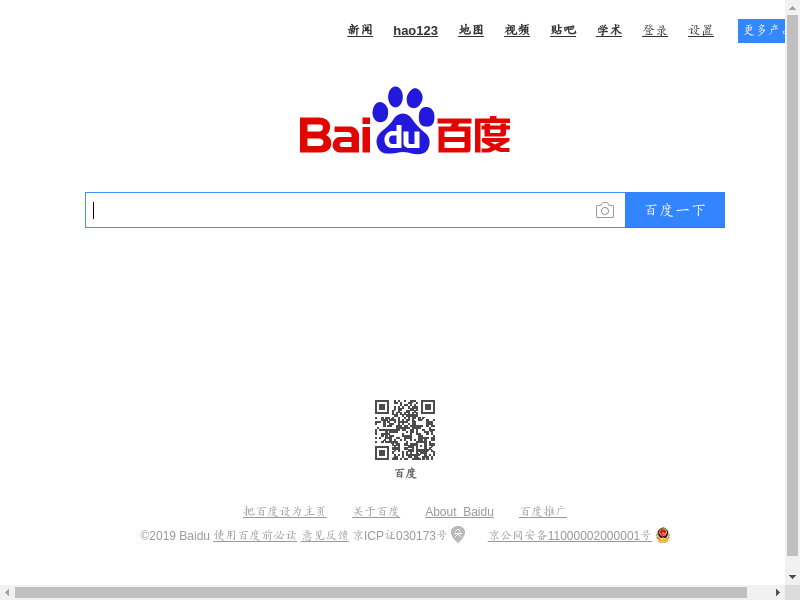 新闻 hao123 地图 视频 贴吧 学术 登录 设置 更多产
Bai du 百度
百度一下
百度
把百度设为主页 关于百度 About Baidu 百度推广
©2019 Baidu 使用百度前必读 意见反馈 京ICP证030173号 京公网安备11000002000001号